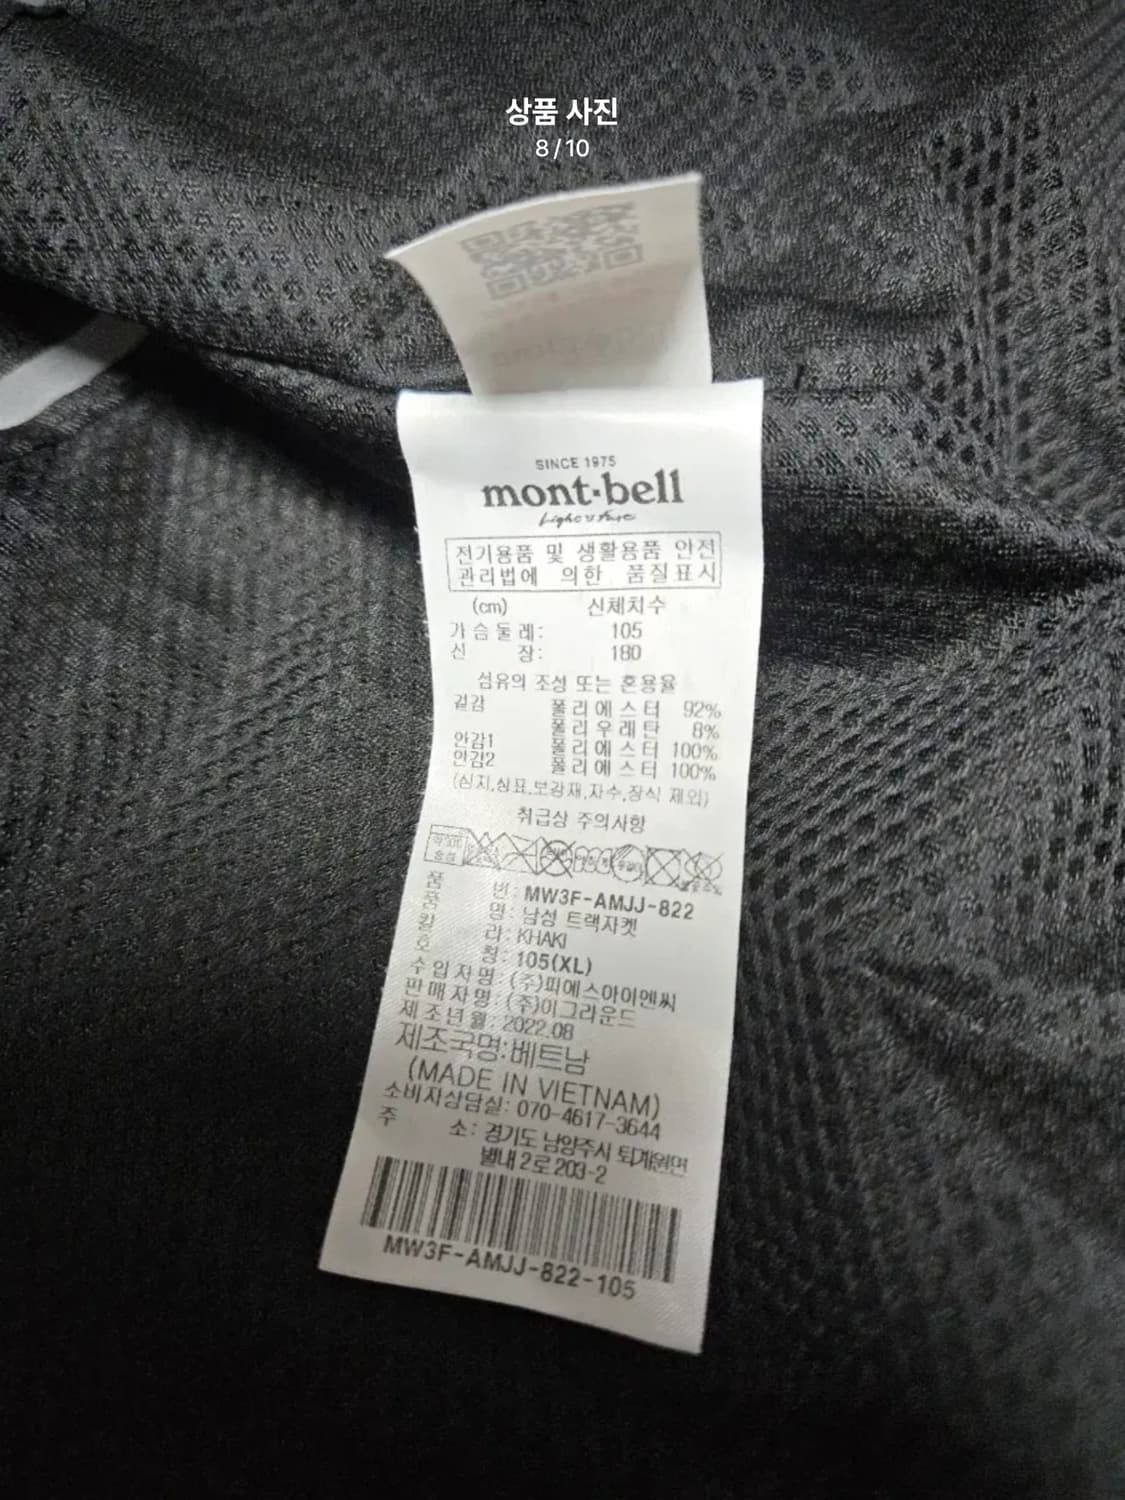 상품 사진
8/10
SINCE 1975
mont·bell
전기용품 및 생활용품 안전
관리법에 의한 품질표시
(cm) 신체치수
가슴둘레: 105
신 장: 180
섬유의 조성 또는 혼용율
겉감 폴리에스터 92%
폴리우레탄 8%
안감1 폴리에스터 100%
안감2 폴리에스터 100%
(심지,상표,보강재,자수,장식 제외)
취급상 주의사항
품 번: MW3F-AMJJ-822
품 명: 남성 트랙자켓
칼 라: KHAKI
호 칭: 105(XL)
수입자명: (주)피에스아이엔씨
판매자명: (주)이그라운드
제조년월: 2022.08
제조국명:베트남
(MADE IN VIETNAM)
소비자상담실: 070-4617-3644
주 소: 경기도 남양주시 퇴계원면
별내2로 203-2
MW3F-AMJJ-822-105